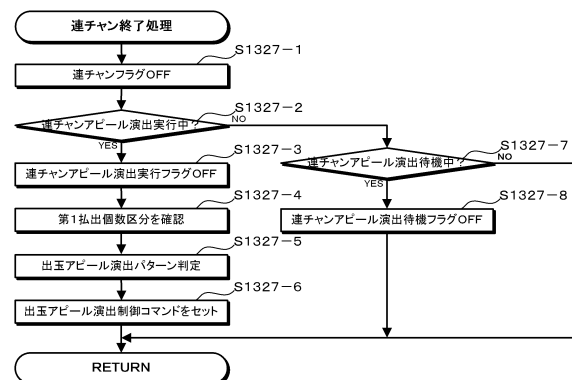 連チャン終了処理
S1327-1
連チャンフラグOFF
S1327-2
連チャンアピール演出実行中?
NO
YES
S1327-3
連チャンアピール演出実行フラグOFF
S1327-4
第1払出個数区分を確認
S1327-5
出玉アピール演出パターン判定
S1327-6
出玉アピール演出制御コマンドをセット
RETURN
S1327-7
連チャンアピール演出待機中?
NO
YES
S1327-8
連チャンアピール演出待機フラグOFF